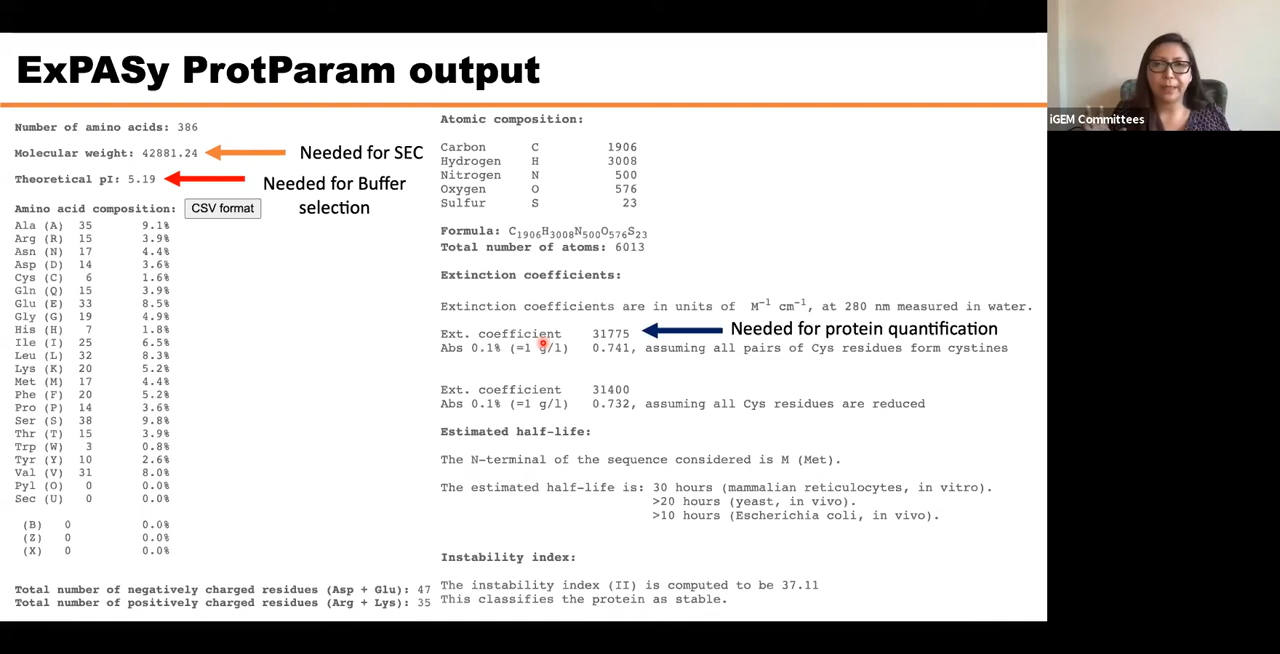 ExPASy ProtParam output
iGEM Committees
Number of amino acids: 386
Molecular weight: 42881.24
Needed for SEC
Theoretical pI: 5.19
Needed for Buffer
selection
Amino acid composition: CSV format
Ala (A) 35 9.1%
Arg (R) 15 3.9%
Asn (N) 17 4.4%
Asp (D) 14 3.6%
Cys (C) 6 1.6%
Gln (Q) 15 3.9%
Glu (E) 33 8.5%
Gly (G) 19 4.9%
His (H) 7 1.8%
Ile (I) 25 6.5%
Leu (L) 32 8.3%
Lys (K) 20 5.2%
Met (M) 17 4.4%
Phe (F) 20 5.2%
Pro (P) 14 3.6%
Ser (S) 38 9.8%
Thr (T) 15 3.9%
Trp (W) 3 0.8%
Tyr (Y) 10 2.6%
Val (V) 31 8.0%
Pyl (O) 0 0.0%
Sec (U) 0 0.0%
(B) 0 0.0%
(Z) 0 0.0%
(X) 0 0.0%
Total number of negatively charged residues (Asp + Glu): 47
Total number of positively charged residues (Arg + Lys): 35
Atomic composition:
Carbon C 1906
Hydrogen H 3008
Nitrogen N 500
Oxygen O 576
Sulfur S 23
Formula: C₁₉₀₆H₃₀₀₈N₅₀₀O₅₇₆S₂₃
Total number of atoms: 6013
Extinction coefficients:
Extinction coefficients are in units of M⁻¹ cm⁻¹, at 280 nm measured in water.
Ext. coefficient 31775
Needed for protein quantification
Abs 0.1% (=1 g/l) 0.741, assuming all pairs of Cys residues form cystines
Ext. coefficient 31400
Abs 0.1% (=1 g/l) 0.732, assuming all Cys residues are reduced
Estimated half-life:
The N-terminal of the sequence considered is M (Met).
The estimated half-life is: 30 hours (mammalian reticulocytes, in vitro).
>20 hours (yeast, in vivo).
>10 hours (Escherichia coli, in vivo).
Instability index:
The instability index (II) is computed to be 37.11
This classifies the protein as stable.